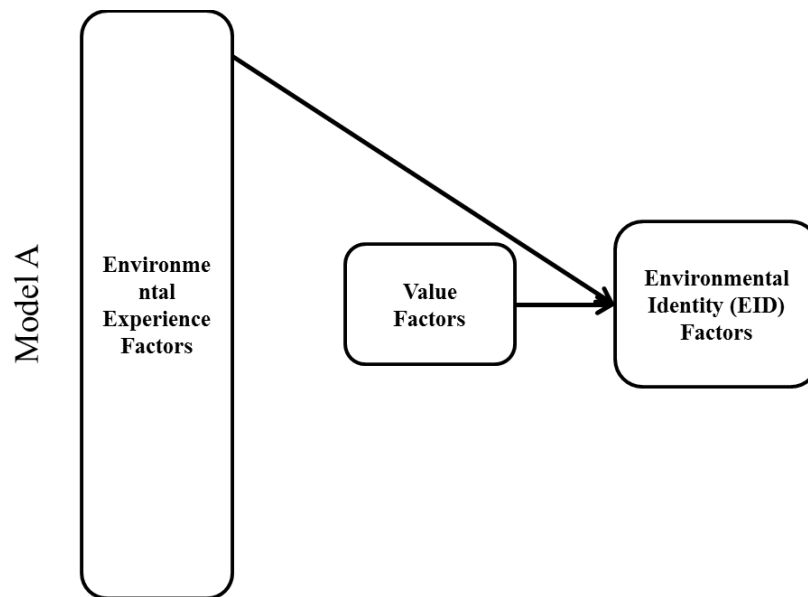 Model A
Environme
ntal
Experience
Factors
Value
Factors
Environmental
Identity (EID)
Factors